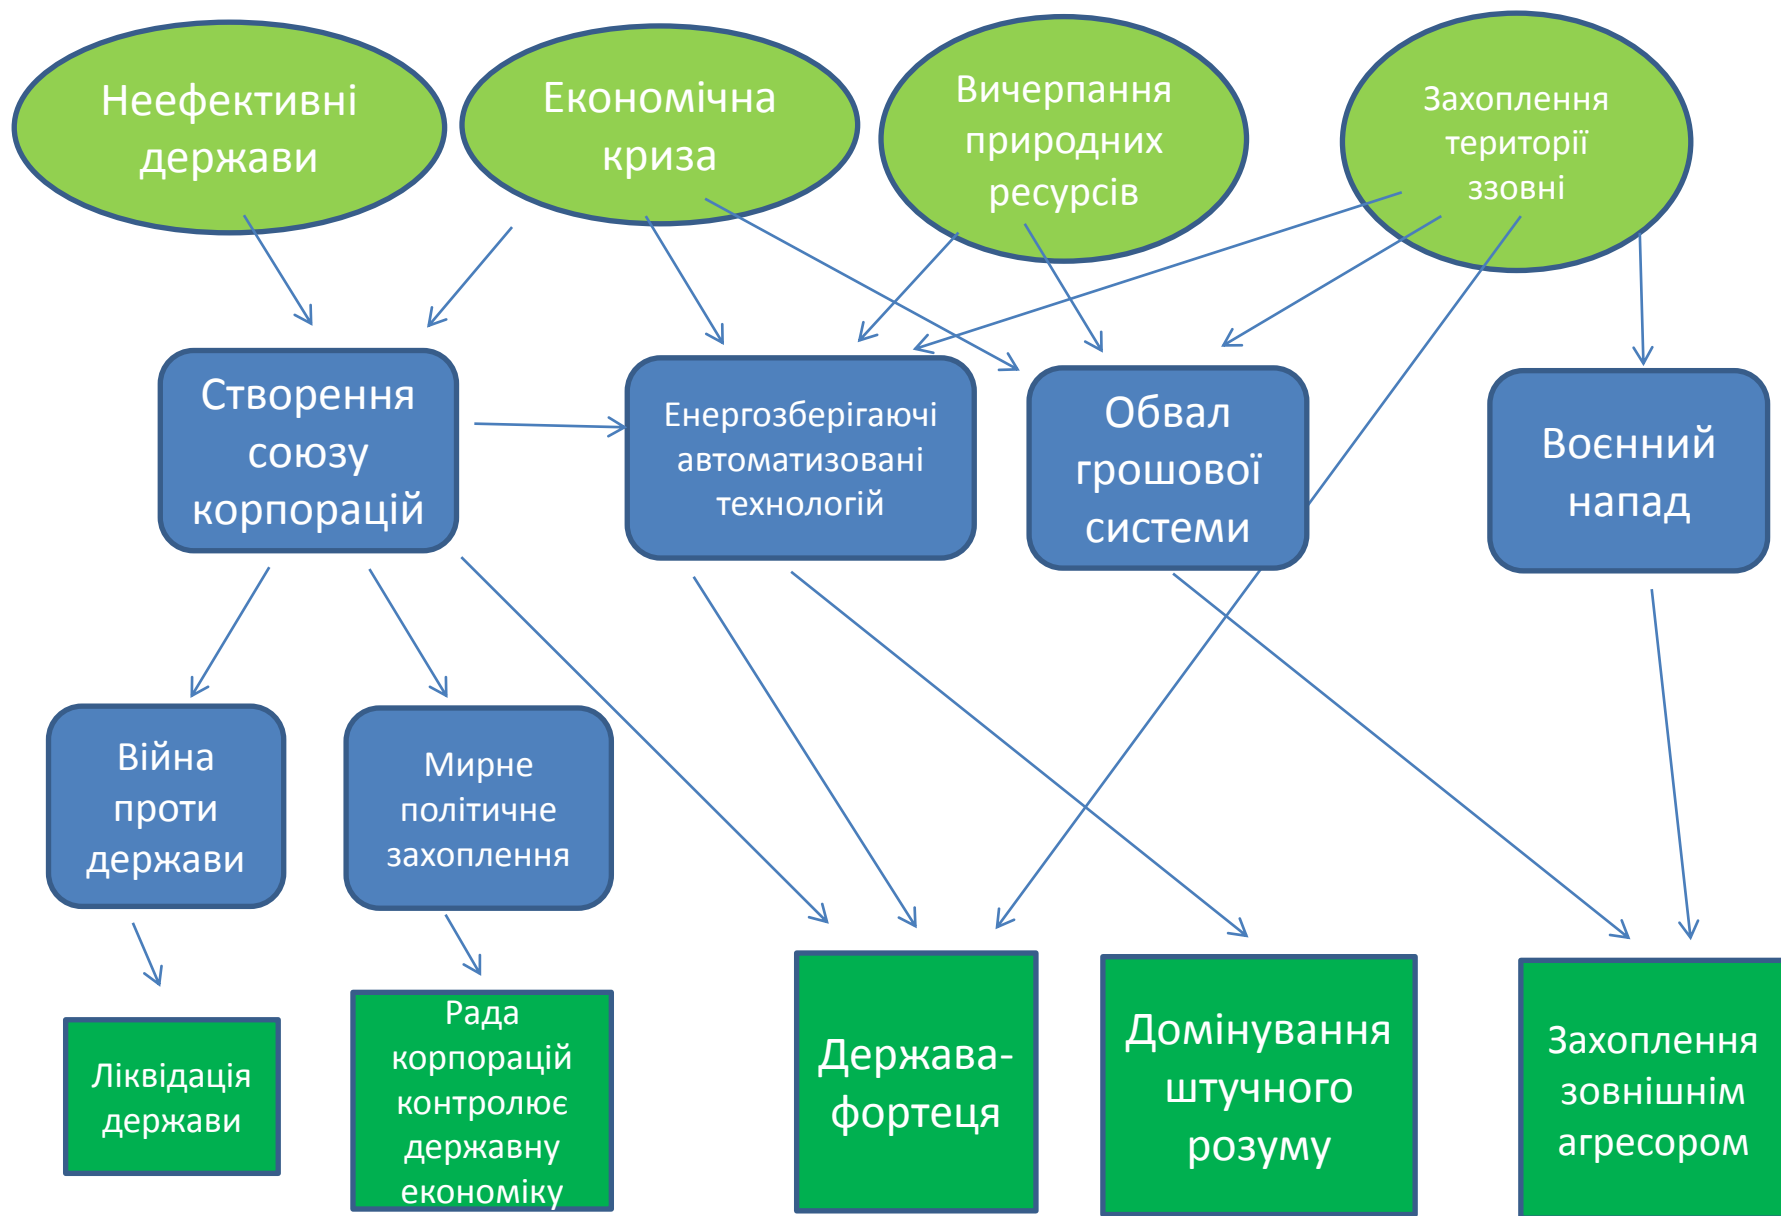 Неефективні
держави
Економічна
криза
Вичерпання
природних
ресурсів
Захоплення
території
ззовні
Створення
союзу
корпорацій
Енергозберігаючі
автоматизовані
технологій
Обвал
грошової
системи
Воєнний
напад
Війна
проти
держави
Мирне
політичне
захоплення
Ліквідація
держави
Рада
корпорацій
контролює
державну
економіку
Держава-
фортеця
Домінування
штучного
розуму
Захоплення
зовнішнім
агресором